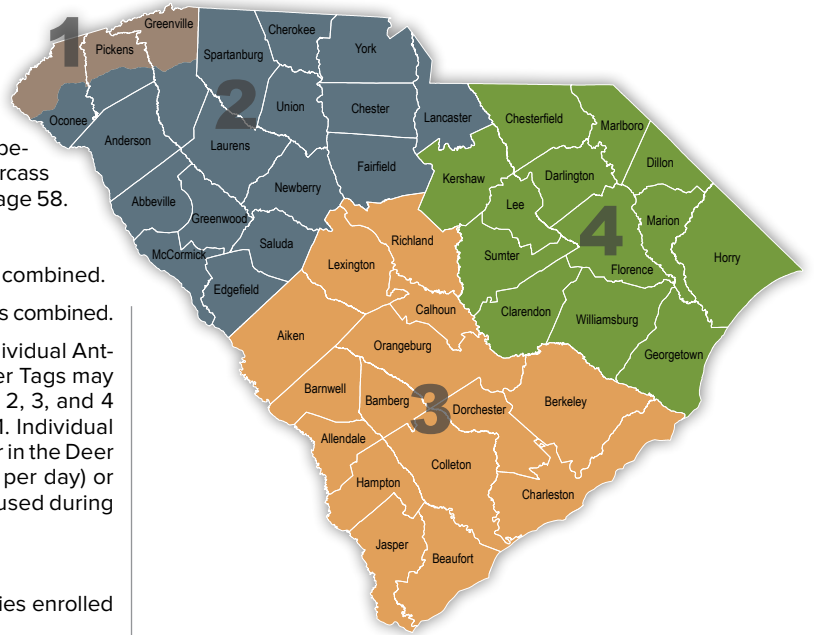 pe-
rcass
age 58.
combined.
s combined.
ividual Ant-
er Tags may
2, 3, and 4
1. Individual
r in the Deer
per day) or
used during
ies enrolled
1
Greenville
Pickens
Oconee
Cherokee
York
Spartanburg
2
Union
Chester
Lancaster
Anderson
Laurens
Fairfield
Abbeville
Newberry
Greenwood
McCormick
Saluda
Edgefield
Chesterfield
Marlboro
Dillon
Kershaw
Darlington
Lee
Marion
4
Sumter
Florence
Horry
Clarendon
Williamsburg
Georgetown
Richland
Lexington
Calhoun
Aiken
Orangeburg
Barnwell
Bamberg
3
Dorchester
Berkeley
Allendale
Colleton
Hampton
Charleston
Jasper
Beaufort